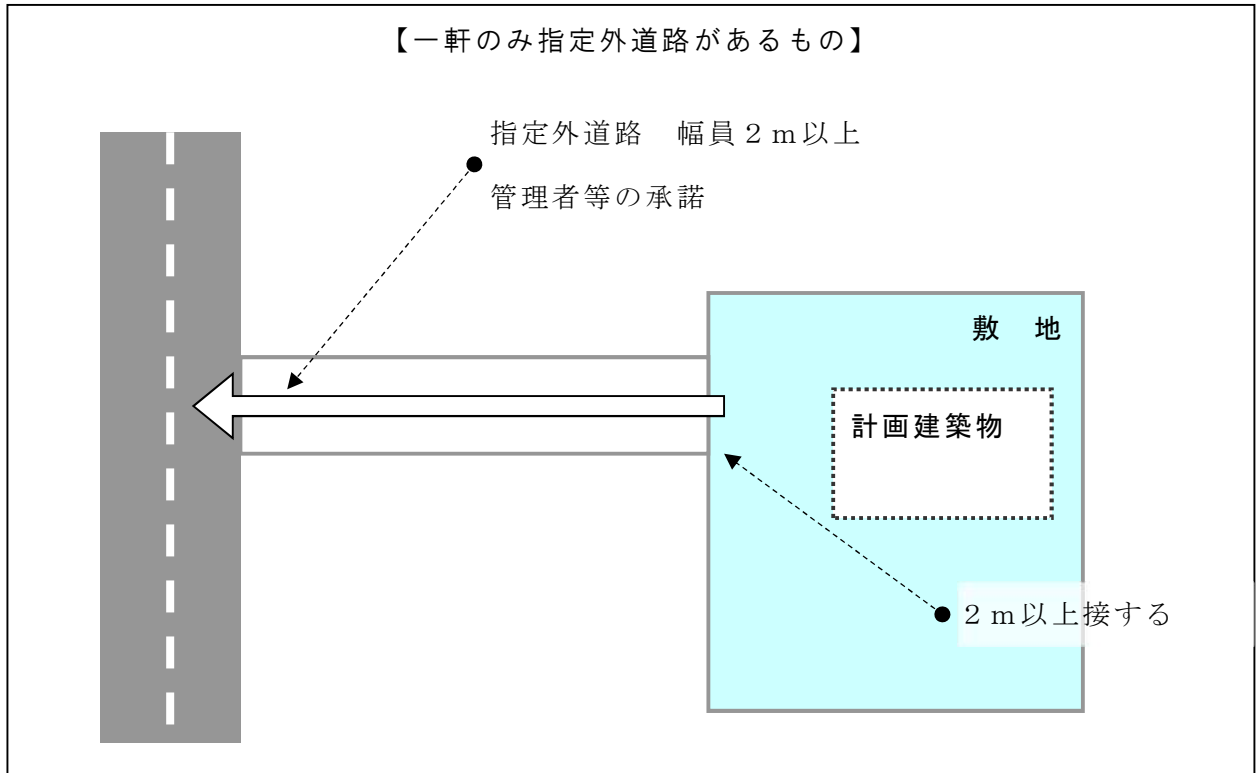 【一軒のみ指定外道路があるもの】
指定外道路　幅員２ｍ以上
管理者等の承諾
敷　地
計画建築物
２ｍ以上接する